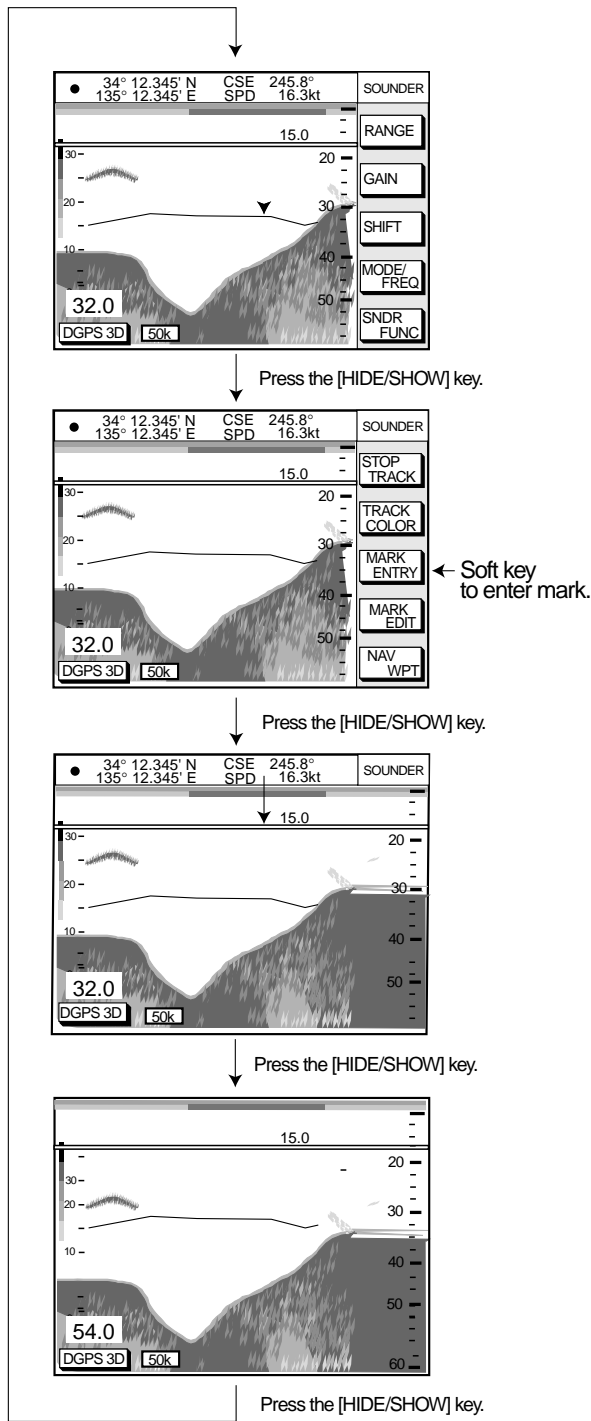 34° 12.345' N CSE 245.8°
135° 12.345' E SPD 16.3kt
SOUNDER
15.0
RANGE
GAIN
SHIFT
MODE/
FREQ
SNDR
FUNC
30
20
10
20
30
40
50
32.0
DGPS 3D 50k
Press the [HIDE/SHOW] key.
34° 12.345' N CSE 245.8°
135° 12.345' E SPD 16.3kt
SOUNDER
15.0
STOP
TRACK
TRACK
COLOR
MARK
ENTRY
MARK
EDIT
NAV
WPT
Soft key
to enter mark.
30
20
10
20
30
40
50
32.0
DGPS 3D 50k
Press the [HIDE/SHOW] key.
34° 12.345' N CSE 245.8°
135° 12.345' E SPD 16.3kt
SOUNDER
15.0
30
20
10
20
30
40
50
32.0
DGPS 3D 50k
Press the [HIDE/SHOW] key.
15.0
30
20
10
20
30
40
50
60
54.0
DGPS 3D 50k
Press the [HIDE/SHOW] key.